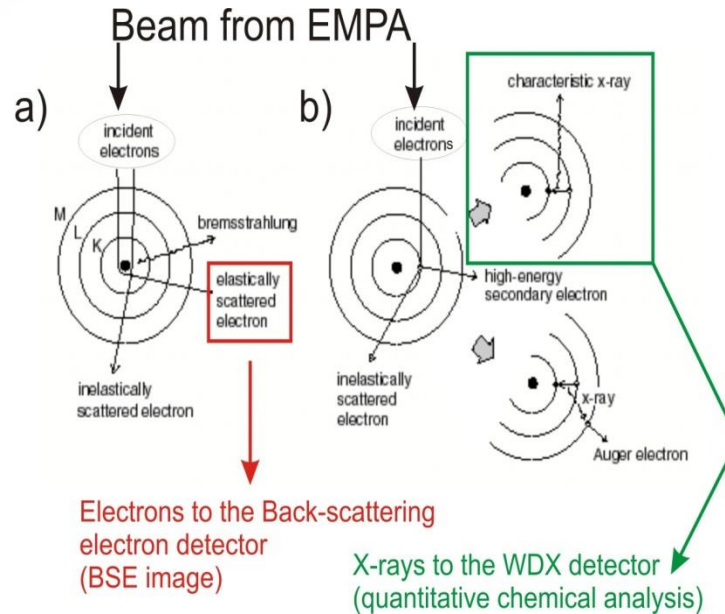 Beam from EMPA
a)
incident
electrons
M
L
K
bremsstrahlung
elastically
scattered
electron
inelastically
scattered electron
b)
incident
electrons
characteristic x-ray
high-energy
secondary electron
inelastically
scattered
electron
x-ray
Auger electron
Electrons to the Back-scattering
electron detector
(BSE image)
X-rays to the WDX detector
(quantitative chemical analysis)